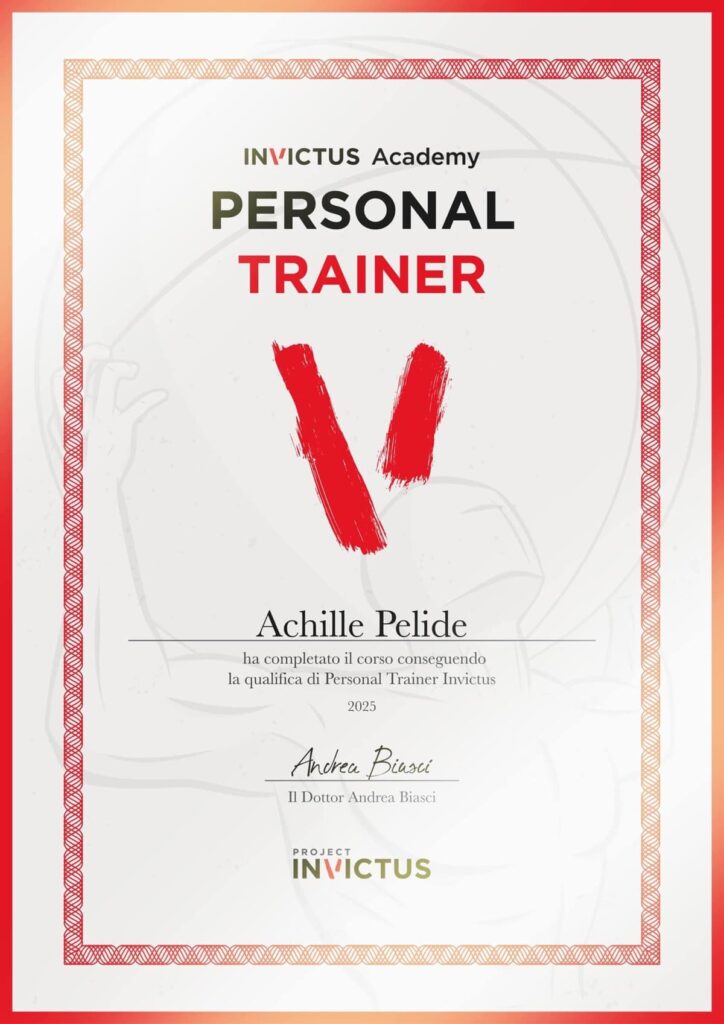 INVICTUS Academy
PERSONAL
TRAINER
Achille Pelide
ha completato il corso conseguendo
la qualifica di Personal Trainer Invictus
2025
Andrea Biasci
Il Dottor Andrea Biasci
PROJECT
INVICTUS